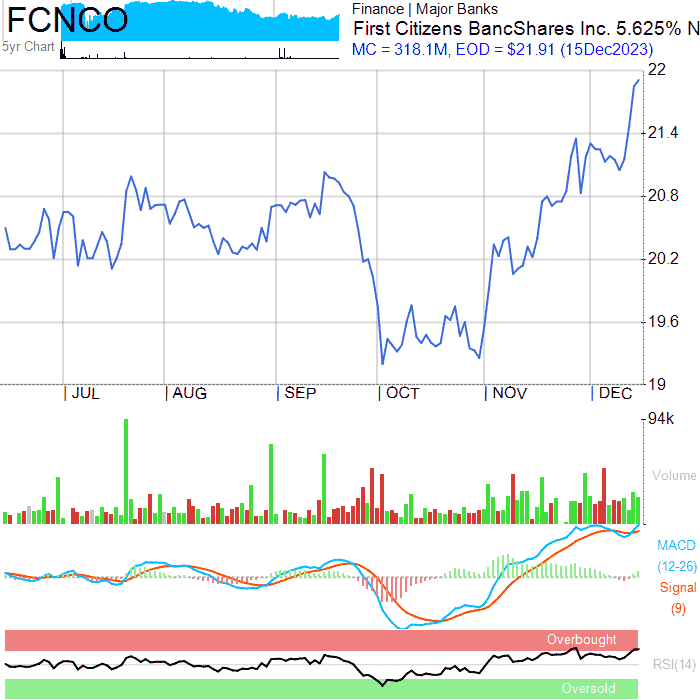 FCNCO
5yr Chart
Finance | Major Banks
First Citizens BancShares Inc. 5.625% N
MC = 318.1M, EOD = $21.91 (15Dec2023)
22
21.4
20.8
20.2
19.6
19
| JUL | AUG | SEP | OCT | NOV | DEC
94k
Volume
MACD
(12-26)
Signal
(9)
Overbought
RSI(14)
Oversold